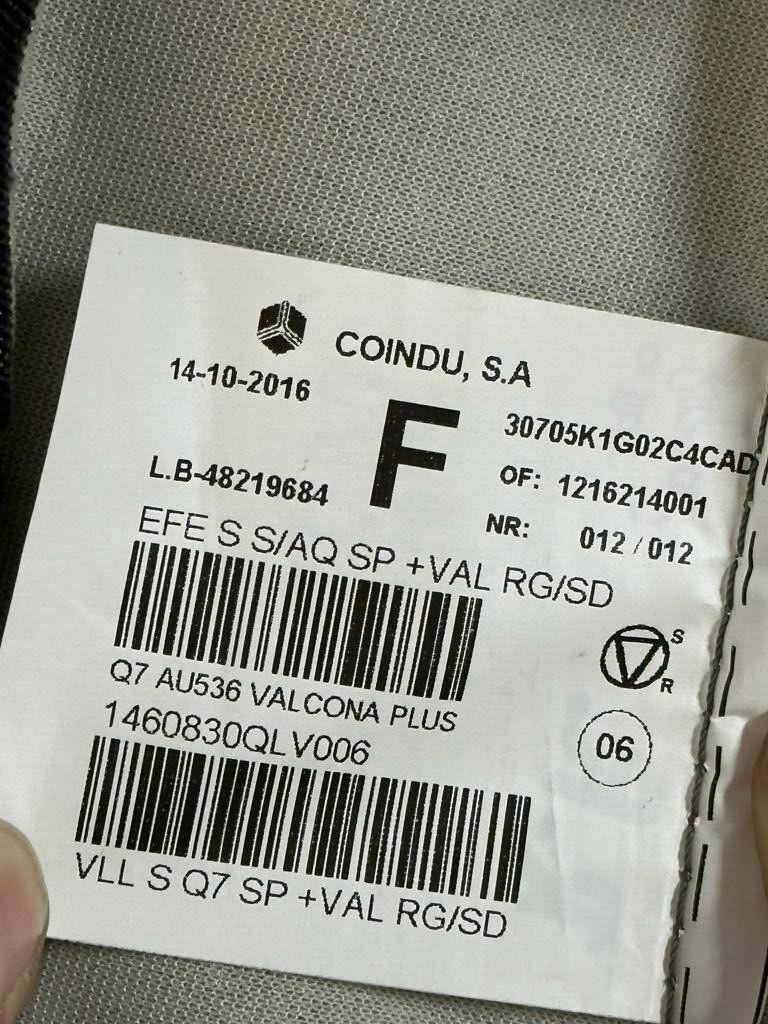 COINDU, S.A
14-10-2016
F
30705K1G02C4CAD
L.B-48219684
OF: 1216214001
NR: 012 / 012
EFE S S/AQ SP +VAL RG/SD
S
R
Q7 AU536 VALCONA PLUS
1460830QLV006
06
VLL S Q7 SP +VAL RG/SD